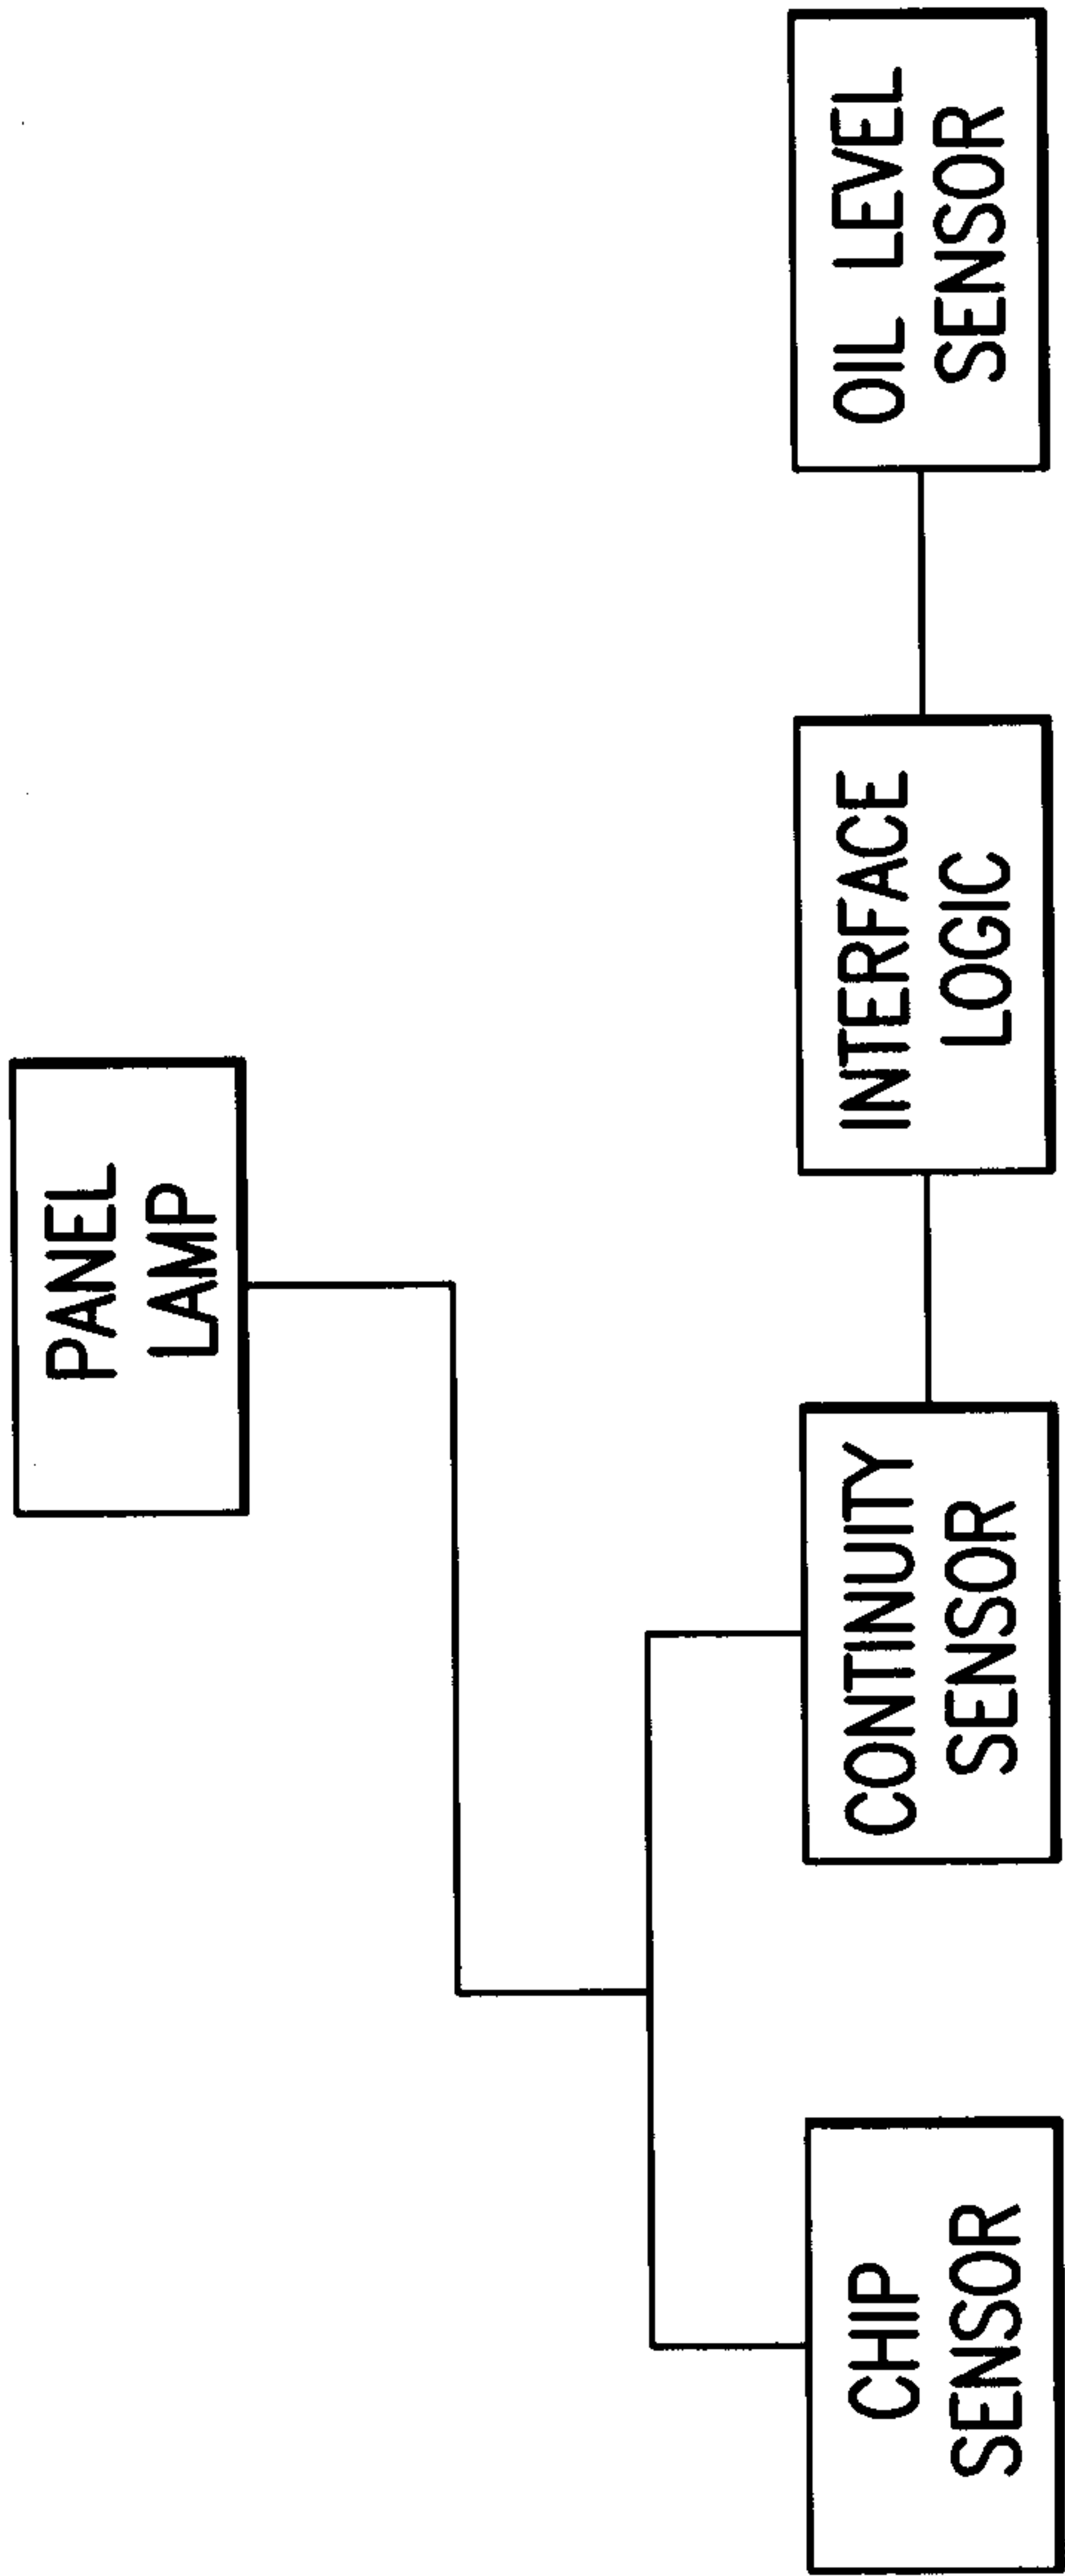 PANEL
LAMP
CHIP
SENSOR
CONTINUITY
SENSOR
INTERFACE
LOGIC
OIL LEVEL
SENSOR